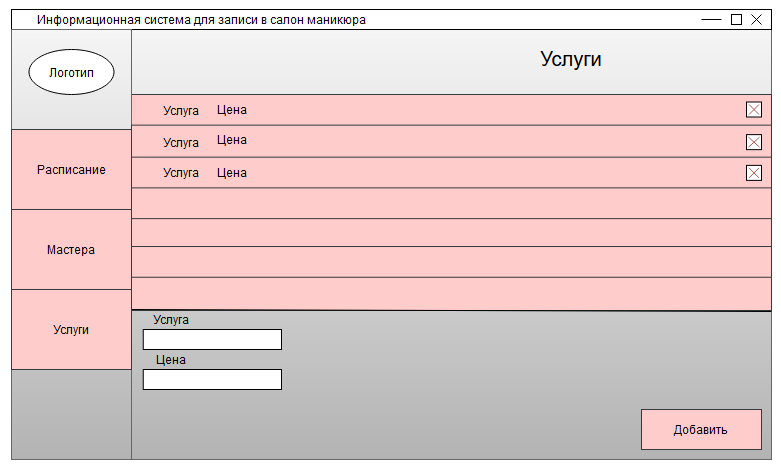 Информационная система для записи в салон маникюра
Логотип
Услуги
Услуга Цена
Услуга Цена
Услуга Цена
Расписание
Мастера
Услуги
Услуга
Цена
Добавить